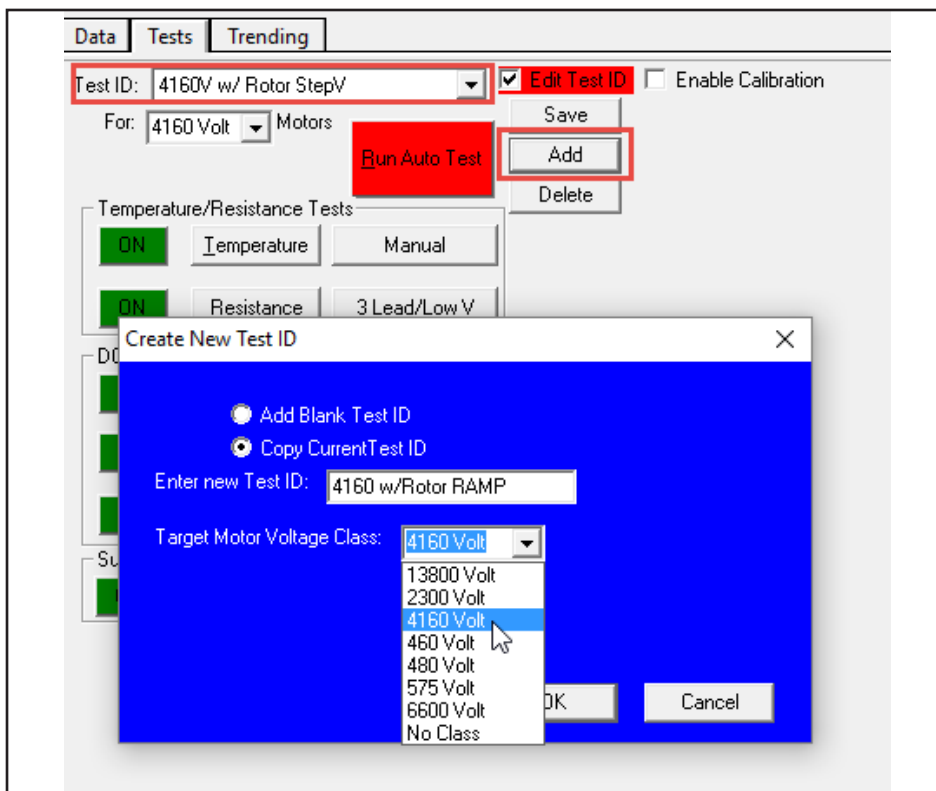 Data Tests Trending
Test ID: 4160V w/ Rotor StepV Edit Test ID Enable Calibration
For: 4160 Volt Motors Save
Run Auto Test Add
Delete
Temperature/Resistance Tests
ON Temperature Manual
ON Resistance 3 Lead/Low V
Create New Test ID
Add Blank Test ID
Copy CurrentTest ID
Enter new Test ID: 4160 w/Rotor RAMP
Target Motor Voltage Class: 4160 Volt
13800 Volt
2300 Volt
4160 Volt
460 Volt
480 Volt
575 Volt
6600 Volt
No Class
Cancel